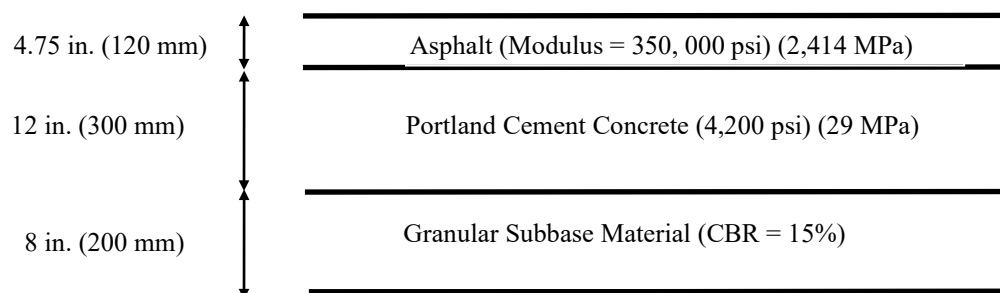 4.75 in. (120 mm) Asphalt (Modulus = 350, 000 psi) (2,414 MPa)
12 in. (300 mm) Portland Cement Concrete (4,200 psi) (29 MPa)
8 in. (200 mm) Granular Subbase Material (CBR = 15%)